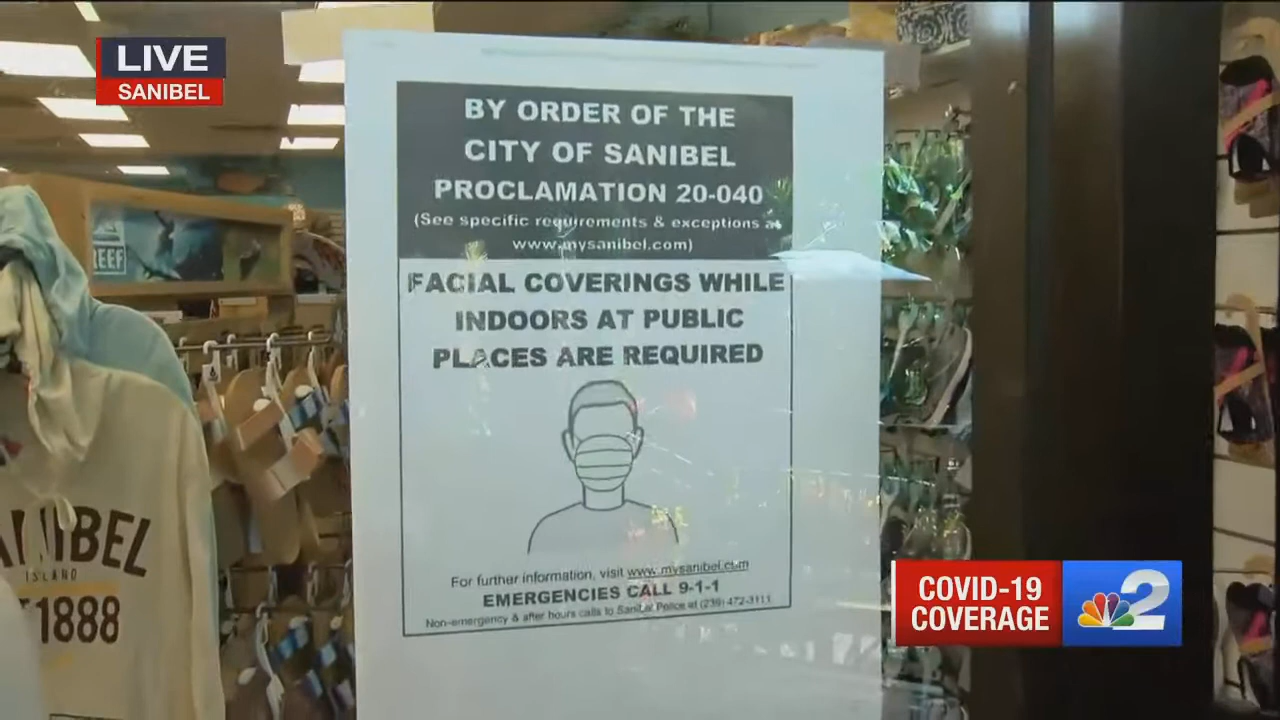 LIVE
SANIBEL
BY ORDER OF THE
CITY OF SANIBEL
PROCLAMATION 20-040
(See specific requirements & exceptions at
www.mysanibel.com)
FACIAL COVERINGS WHILE
INDOORS AT PUBLIC
PLACES ARE REQUIRED
For further information, visit www.mysanibel.com
EMERGENCIES CALL 9-1-1
Non-emergency & after hours calls to Sanibel Police at (239) 472-3111
REEF
SANIBEL
ISLAND
1888
COVID-19
COVERAGE
2